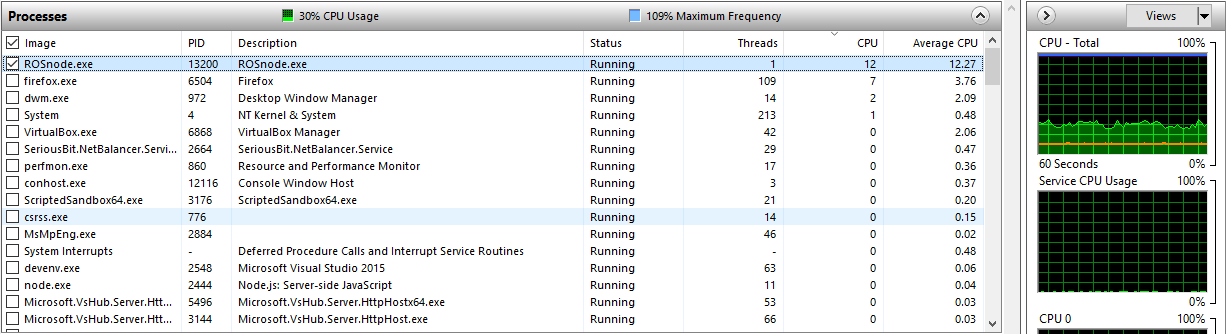 Processes 30% CPU Usage 109% Maximum Frequency Views
Image PID Description Status Threads CPU Average CPU
ROSnode.exe 13200 ROSnode.exe Running 1 12 12.27
firefox.exe 6504 Firefox Running 109 7 3.76
dwm.exe 972 Desktop Window Manager Running 14 2 2.09
System 4 NT Kernel & System Running 213 1 0.48
VirtualBox.exe 6868 VirtualBox Manager Running 42 0 2.06
SeriousBit.NetBalancer.Servi... 2664 SeriousBit.NetBalancer.Service Running 29 0 0.47
perfmon.exe 860 Resource and Performance Monitor Running 17 0 0.36
conhost.exe 12116 Console Window Host Running 3 0 0.37
ScriptedSandbox64.exe 3176 ScriptedSandbox64.exe Running 21 0 0.20
csrss.exe 776 Running 14 0 0.15
MsMpEng.exe 2884 Running 46 0 0.02
System Interrupts - Deferred Procedure Calls and Interrupt Service Routines Running - 0 0.48
devenv.exe 2548 Microsoft Visual Studio 2015 Running 63 0 0.06
node.exe 2444 Node.js: Server-side JavaScript Running 11 0 0.04
Microsoft.VsHub.Server.Htt... 5496 Microsoft.VsHub.Server.HttpHostx64.exe Running 53 0 0.03
Microsoft.VsHub.Server.Htt... 3144 Microsoft.VsHub.Server.HttpHost.exe Running 66 0 0.03
CPU - Total 100%
60 Seconds 0%
Service CPU Usage 100%
0%
CPU 0 100%